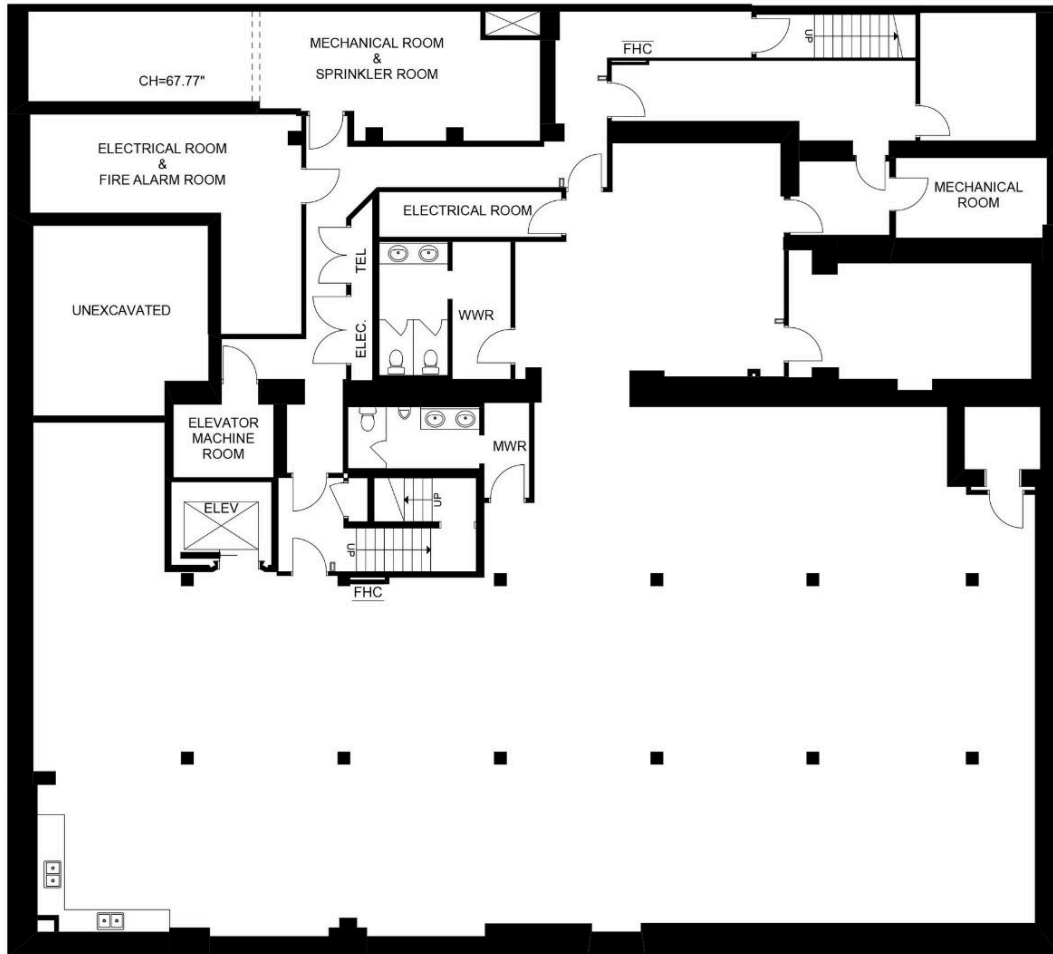 MECHANICAL ROOM
&
SPRINKLER ROOM
CH=67.77"
FHC
UP
ELECTRICAL ROOM
&
FIRE ALARM ROOM
MECHANICAL
ROOM
ELECTRICAL ROOM
TEL
UNEXCAVATED
WWR
ELEC.
ELEVATOR
MACHINE
ROOM
MWR
ELEV
UP
UP
FHC